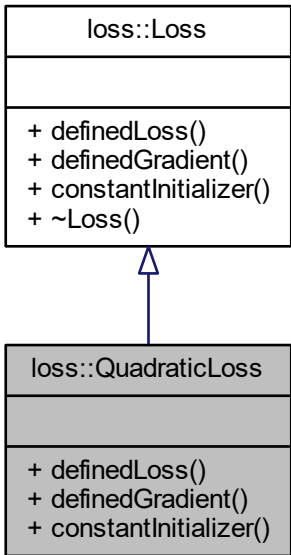 loss::Loss
+ definedLoss()
+ definedGradient()
+ constantInitializer()
+ ~Loss()
loss::QuadraticLoss
+ definedLoss()
+ definedGradient()
+ constantInitializer()